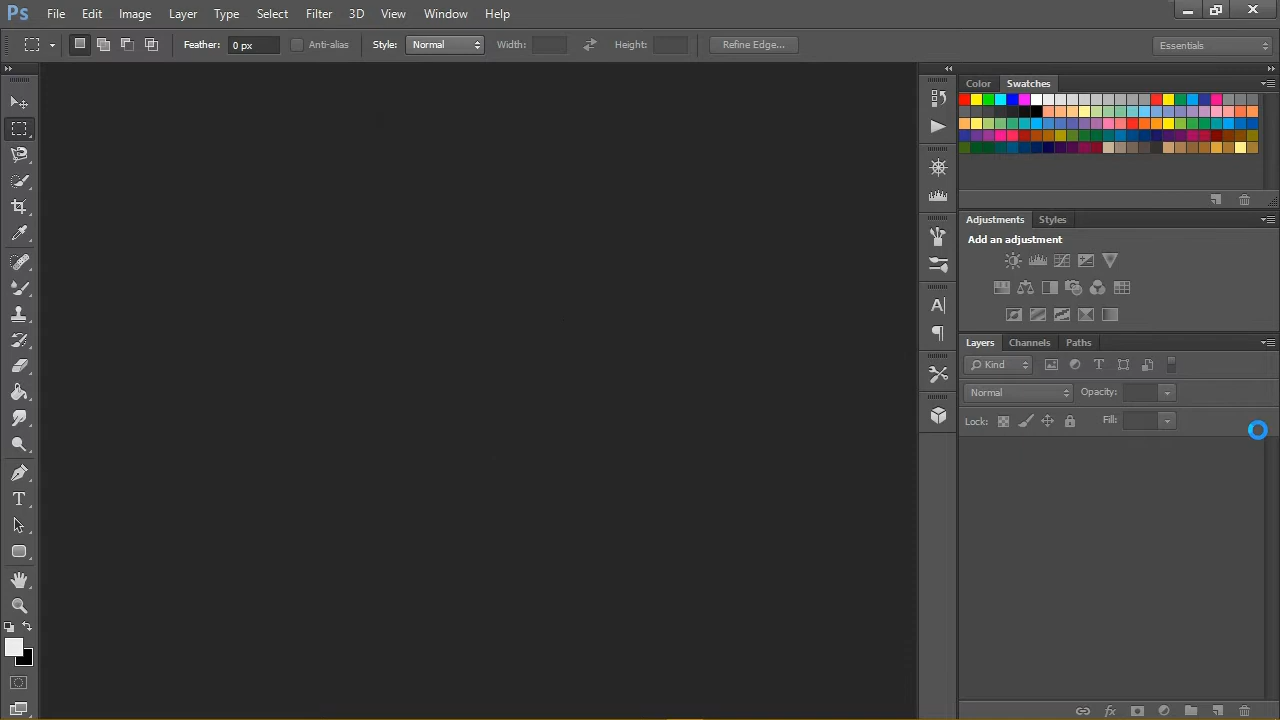 Ps File Edit Image Layer Type Select Filter 3D View Window Help
Feather: 0 px Anti-alias Style: Normal Width: Height: Refine Edge... Essentials
Color Swatches
Adjustments Styles
Add an adjustment
Layers Channels Paths
Kind T
Normal Opacity:
Lock: Fill:
A
T
fx